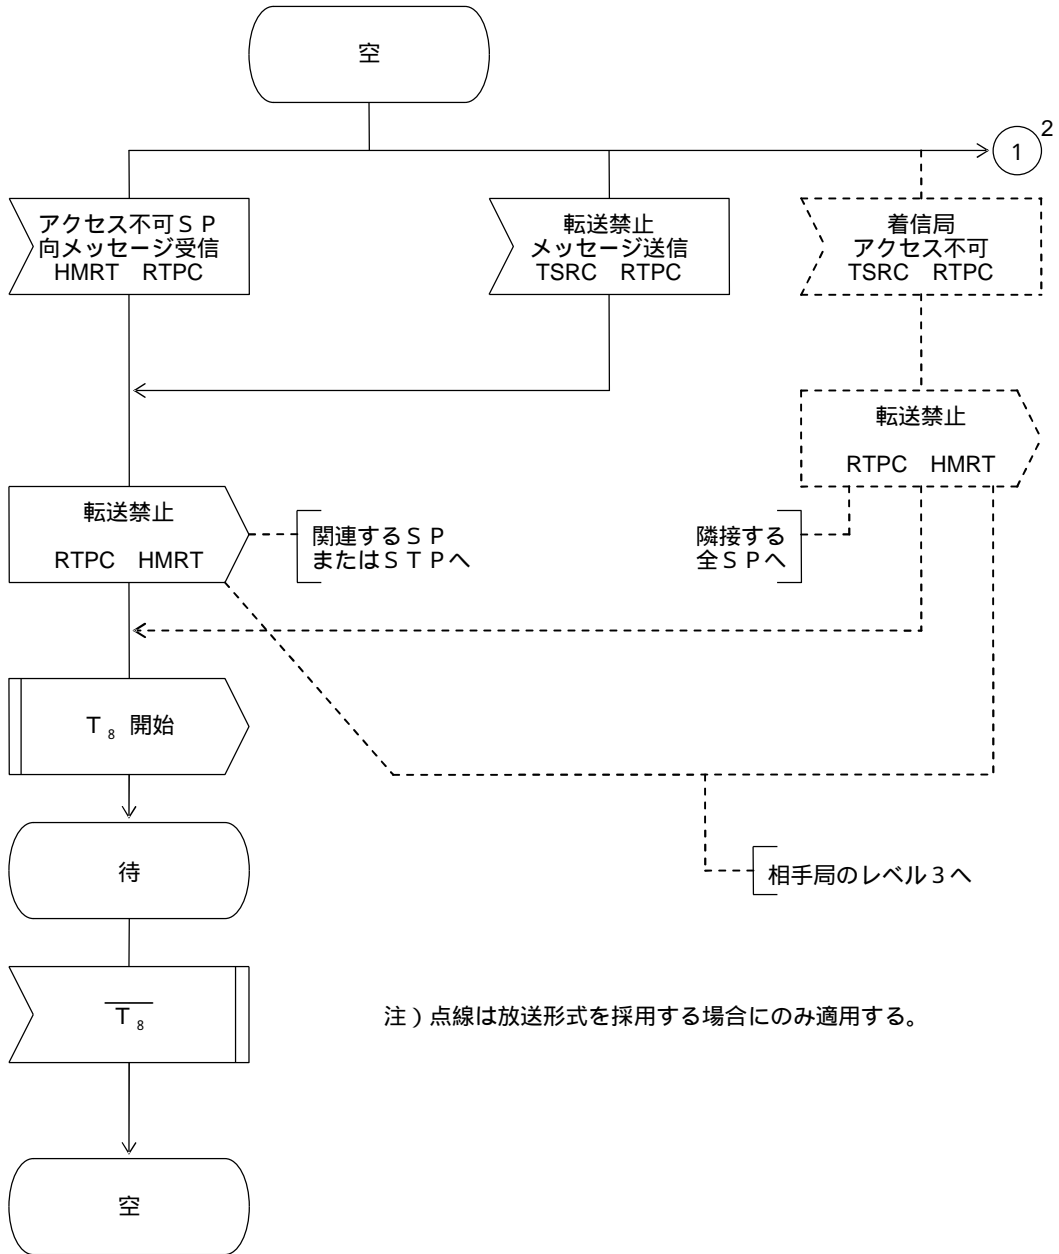 空
1
2
アクセス不可ＳＰ
向メッセージ受信
HMRT RTPC
転送禁止
メッセージ送信
TSRC RTPC
着信局
アクセス不可
TSRC RTPC
転送禁止
RTPC HMRT
転送禁止
RTPC HMRT
関連するＳＰ
またはＳＴＰへ
隣接する
全ＳＰへ
Ｔ₈ 開始
待
相手局のレベル３へ
Ｔ₈
注）点線は放送形式を採用する場合にのみ適用する。
空